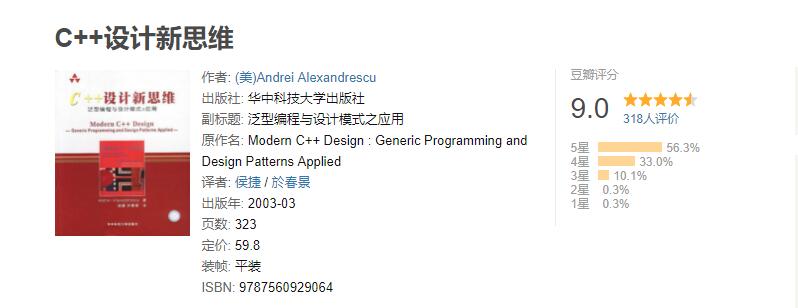 C++设计新思维
C++设计新思维
泛型编程与设计模式之应用
Modern C++ Design
Generic Programming and Design Patterns Applied
作者: (美)Andrei Alexandrescu
出版社: 华中科技大学出版社
副标题: 泛型编程与设计模式之应用
原作名: Modern C++ Design : Generic Programming and
Design Patterns Applied
译者: 侯捷 / 於春景
出版年: 2003-03
页数: 323
定价: 59.8
装帧: 平装
ISBN: 9787560929064
豆瓣评分
9.0
318人评价
5星 56.3%
4星 33.0%
3星 10.1%
2星 0.3%
1星 0.3%